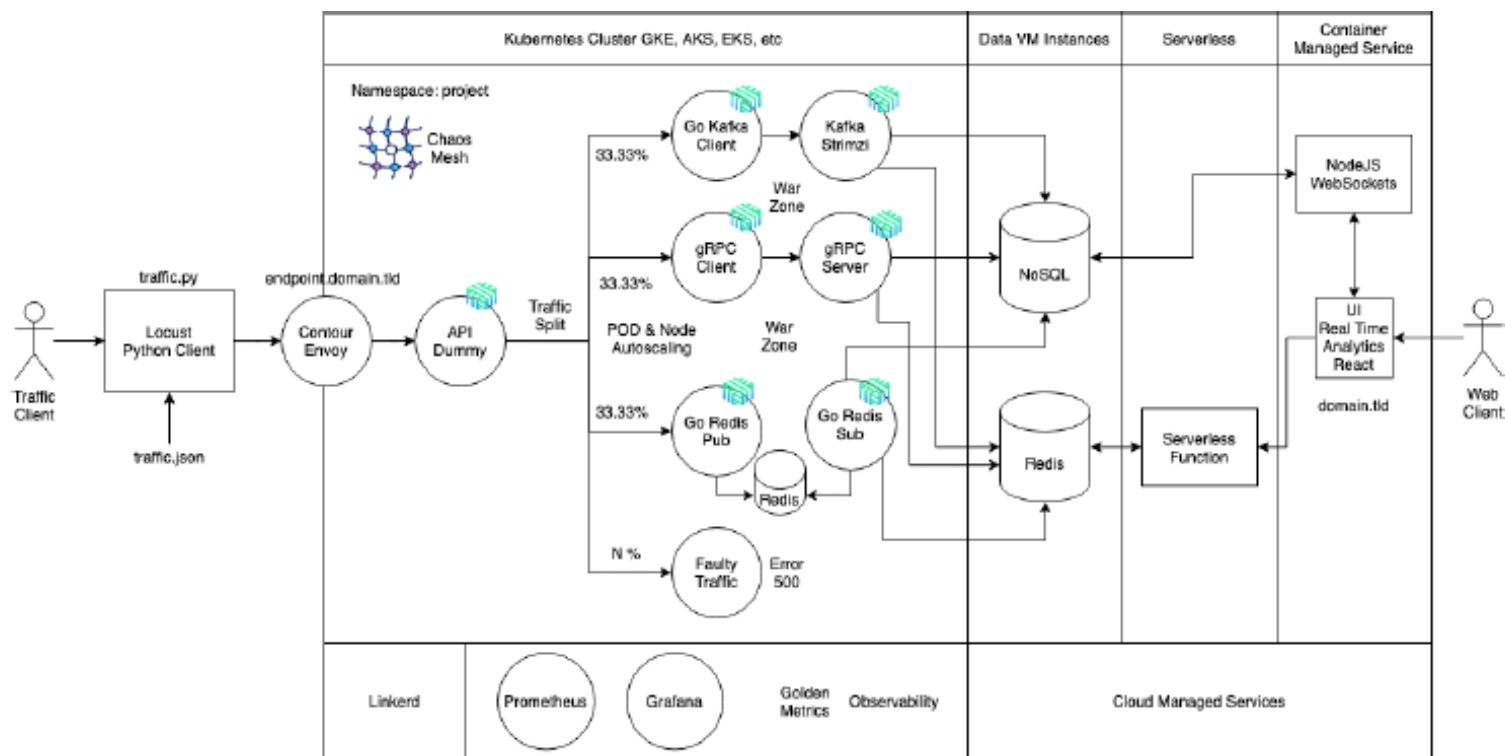 Kubernetes Cluster GKE, AKS, EKS, etc
Data VM Instances
Serverless
Container
Managed Service
Namespace: project
Chaos
Mesh
Go Kafka
Client
Kafka
Strimzi
33.33%
War
Zone
NodeJS
WebSockets
gRPC
Client
gRPC
Server
NoSQL
traffic.py
endpoint.domain.tld
33.33%
Traffic
Split
Locust
Python Client
Contour
Envoy
API
Dummy
POD & Node
Autoscaling
War
Zone
UI
Real Time
Analytics
React
Traffic
Client
Web
Client
domain.tld
33.33%
Go Redis
Pub
Go Redis
Sub
traffic.json
Redis
Redis
Serverless
Function
N %
Faulty
Traffic
Error
500
Linkerd
Prometheus
Grafana
Golden
Metrics
Observability
Cloud Managed Services